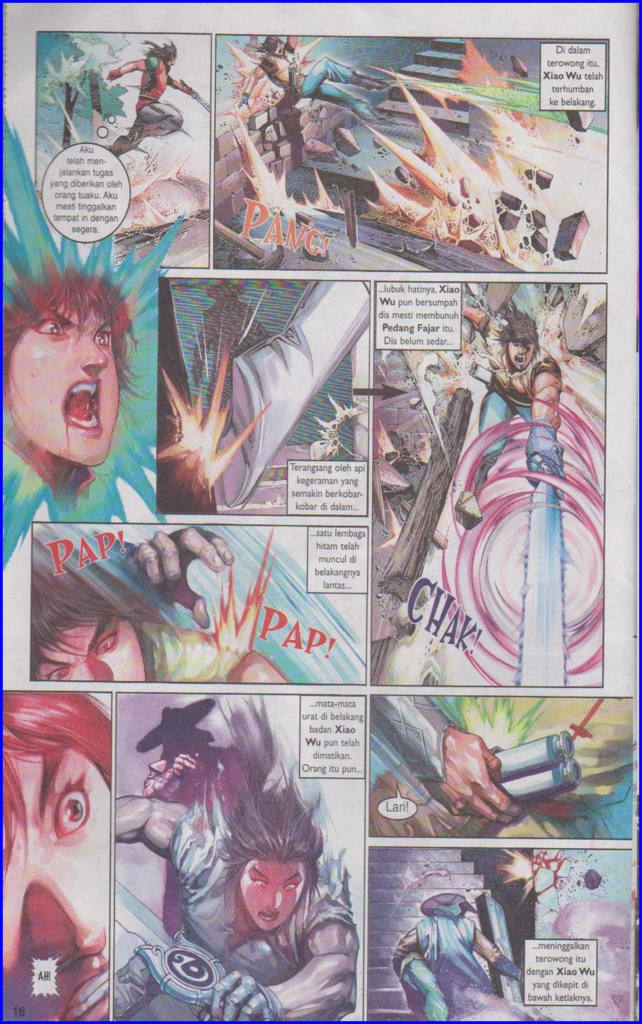 Aku
telah men-
jalankan tugas
yang diberikan oleh
orang tuaku. Aku
mesti tinggalkan
tempat in dengan
segera.
Di dalam
terowong itu,
Xiao Wu telah
terhumban
ke belakang.
PANG!
Terangsang oleh api
kegeraman yang
semakin berkobar-
kobar di dalam...
...lubuk hatinya, Xiao
Wu pun bersumpah
dia mesti membunuh
Pedang Fajar itu.
Dia belum sedar...
CHAK!
PAP!
PAP!
...satu lembaga
hitam telah
muncul di
belakangnya
lantas...
AH!
...mata-mata
urat di belakang
badan Xiao
Wu pun telah
dimatikan.
Orang itu pun...
Lari!
...meninggalkan
terowong itu
dengan Xiao Wu
yang dikepit di
bawah ketiaknya.
16